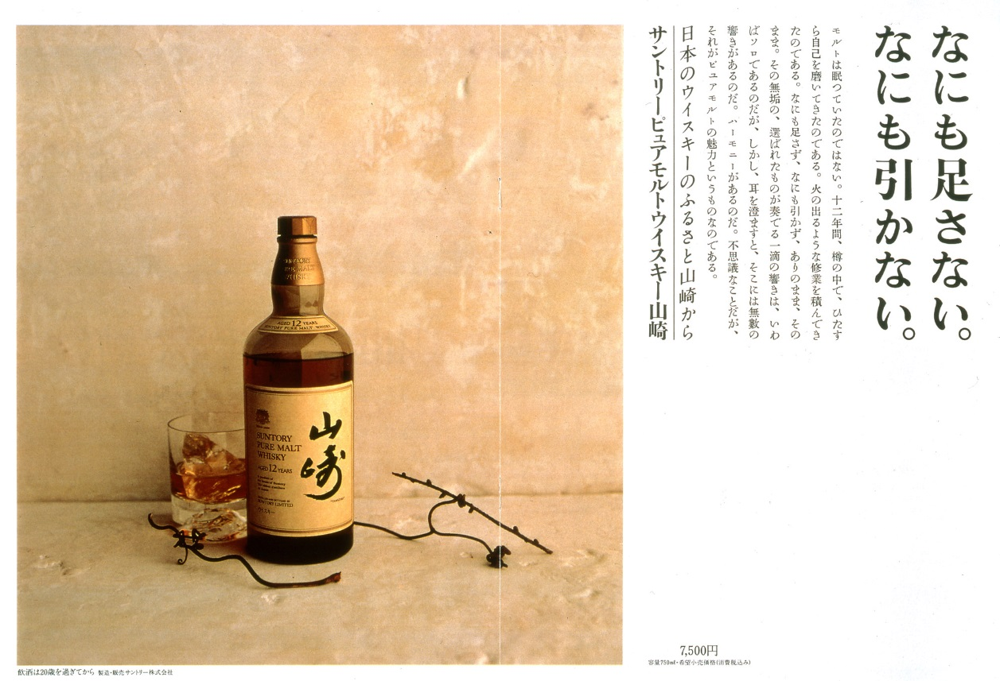 なにも足さない。
なにも引かない。
モルトは眠っていたのではない。十二年間、樽の中で、ひたす
ら自己を磨いてきたのである。火の出るような修業を積んでき
たのである。なにも足さず、なにも引かず、ありのまま、その
まま。その無垢の、選ばれたものが奏でる一滴の響きは、いわ
ばソロであるのだが、しかし、耳を澄ますと、そこには無数の
響きがあるのだ。ハーモニーがあるのだ。不思議なことだが、
それがピュアモルトの魅力というものなのである。
日本のウイスキーのふるさと山崎から
サントリーピュアモルトウイスキー山崎
7,500円
容量750ml・希望小売価格(消費税込み)
SUNTORY
PURE MALT
WHISKY
AGED 12 YEARS
SUNTORY PURE MALT WHISKY
山崎
SUNTORY
PURE MALT
WHISKY
AGED 12 YEARS
SUNTORY LIMITED
飲酒は20歳を過ぎてから 製造・販売サントリー株式会社